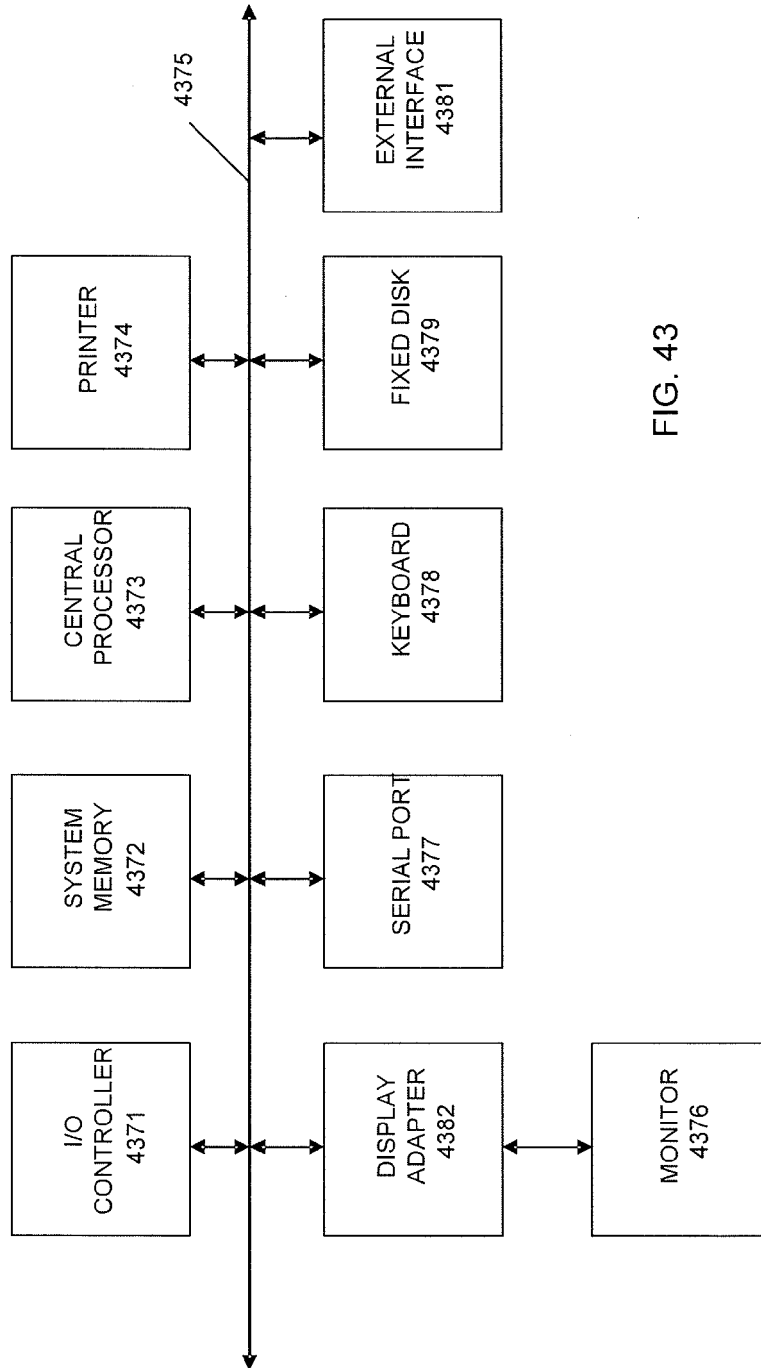 I/O
CONTROLLER
4371
SYSTEM
MEMORY
4372
CENTRAL
PROCESSOR
4373
PRINTER
4374
4375
DISPLAY
ADAPTER
4382
SERIAL PORT
4377
KEYBOARD
4378
FIXED DISK
4379
EXTERNAL
INTERFACE
4381
MONITOR
4376
FIG. 43